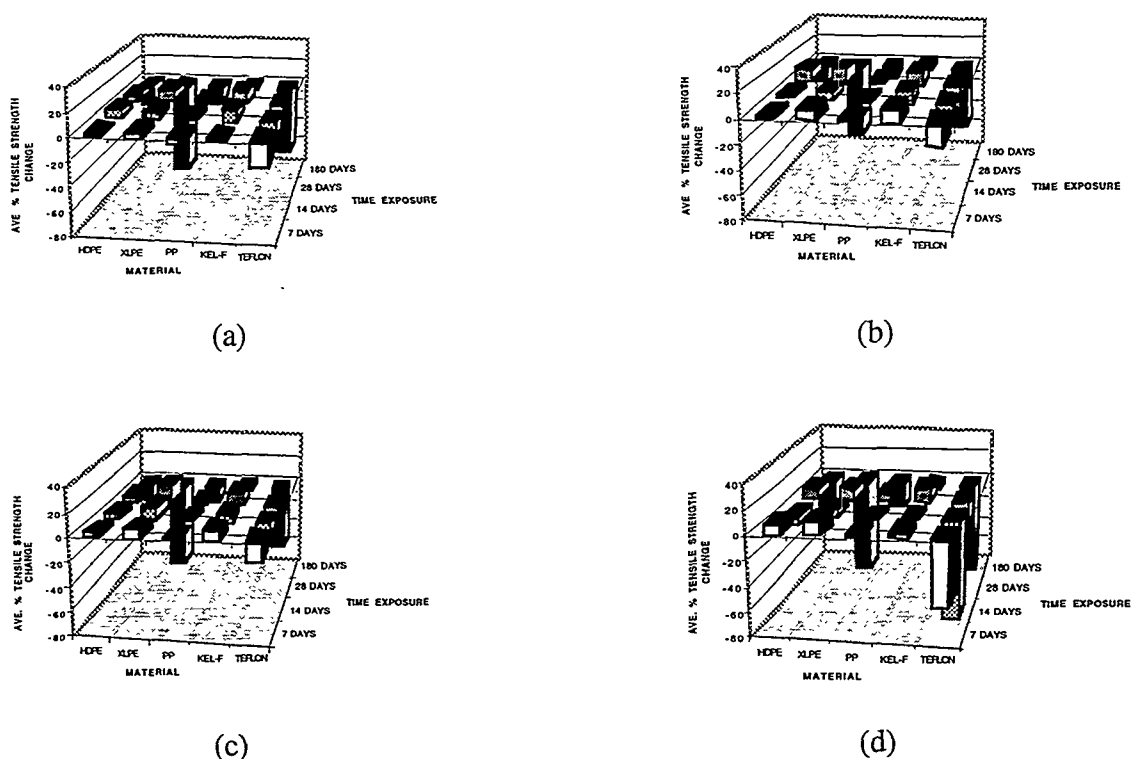 40
20
0
-20
-40
-60
-80
AVE % TENSILE STRENGTH
CHANGE
HDPE XLPE PP KEL-F TEFLON
MATERIAL
180 DAYS
28 DAYS
14 DAYS
7 DAYS
TIME EXPOSURE
(a)
40
20
0
-20
-40
-60
-80
AVE % TENSILE STRENGTH
CHANGE
HDPE XLPE PP KEL-F TEFLON
MATERIAL
180 DAYS
28 DAYS
14 DAYS
7 DAYS
TIME EXPOSURE
(b)
40
20
0
-20
-40
-60
-80
AVE. % TENSILE STRENGTH
CHANGE
HDPE XLPE PP KEL-F TEFLON
MATERIAL
180 DAYS
28 DAYS
14 DAYS
7 DAYS
TIME EXPOSURE
(c)
40
20
0
-20
-40
-60
-80
AVE. % TENSILE STRENGTH
CHANGE
HDPE XLPE PP KEL-F TEFLON
MATERIAL
180 DAYS
28 DAYS
14 DAYS
7 DAYS
TIME EXPOSURE
(d)